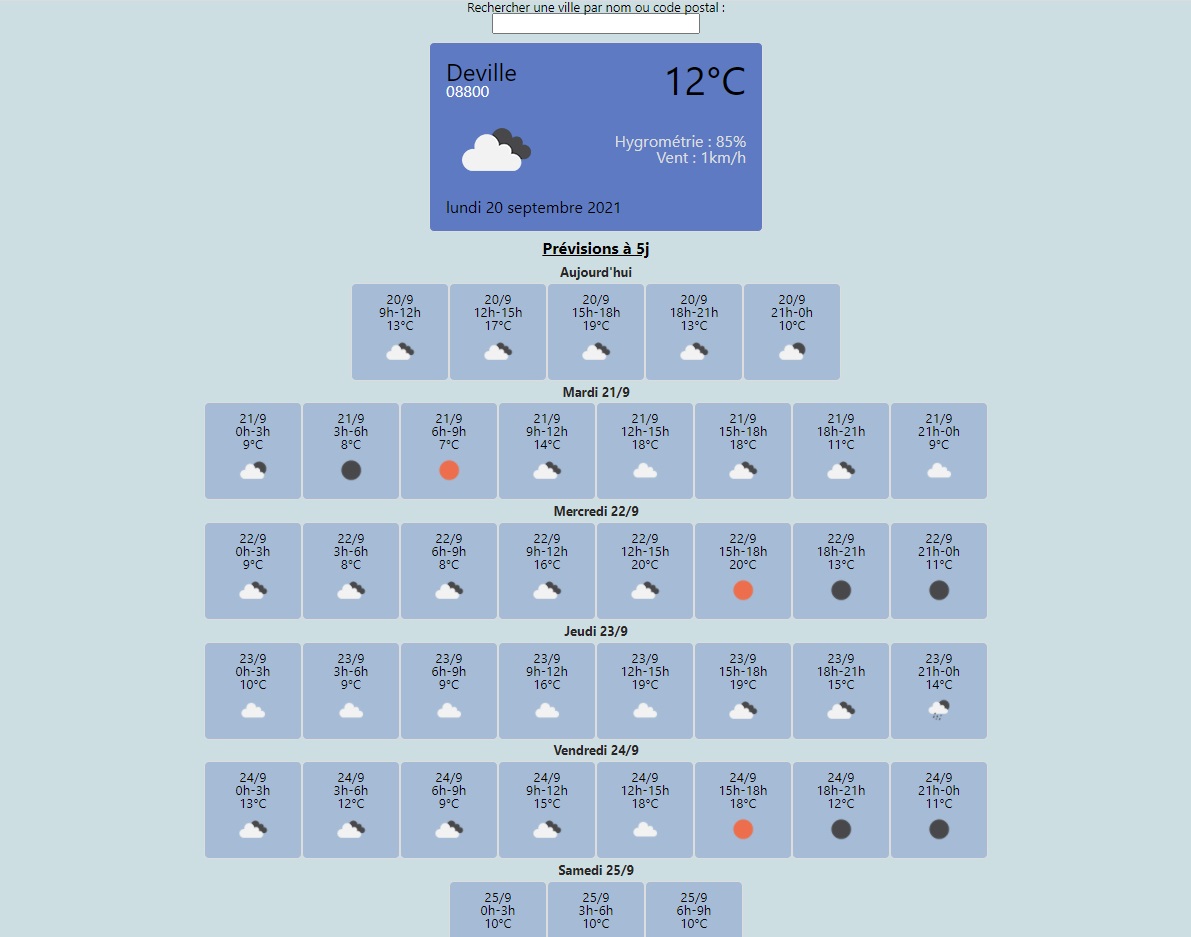 Rechercher une ville par nom ou code postal :
Deville
12°C
08800
Hygrométrie : 85%
Vent : 1km/h
lundi 20 septembre 2021
Prévisions à 5j
Aujourd'hui
20/9 20/9 20/9 20/9 20/9
9h-12h 12h-15h 15h-18h 18h-21h 21h-0h
13°C 17°C 19°C 13°C 10°C
Mardi 21/9
21/9 21/9 21/9 21/9 21/9 21/9 21/9 21/9
0h-3h 3h-6h 6h-9h 9h-12h 12h-15h 15h-18h 18h-21h 21h-0h
9°C 8°C 7°C 14°C 18°C 18°C 11°C 9°C
Mercredi 22/9
22/9 22/9 22/9 22/9 22/9 22/9 22/9 22/9
0h-3h 3h-6h 6h-9h 9h-12h 12h-15h 15h-18h 18h-21h 21h-0h
9°C 8°C 8°C 16°C 20°C 20°C 13°C 11°C
Jeudi 23/9
23/9 23/9 23/9 23/9 23/9 23/9 23/9 23/9
0h-3h 3h-6h 6h-9h 9h-12h 12h-15h 15h-18h 18h-21h 21h-0h
10°C 9°C 9°C 16°C 19°C 19°C 15°C 14°C
Vendredi 24/9
24/9 24/9 24/9 24/9 24/9 24/9 24/9 24/9
0h-3h 3h-6h 6h-9h 9h-12h 12h-15h 15h-18h 18h-21h 21h-0h
13°C 12°C 9°C 15°C 18°C 18°C 12°C 11°C
Samedi 25/9
25/9 25/9 25/9
0h-3h 3h-6h 6h-9h
10°C 10°C 10°C